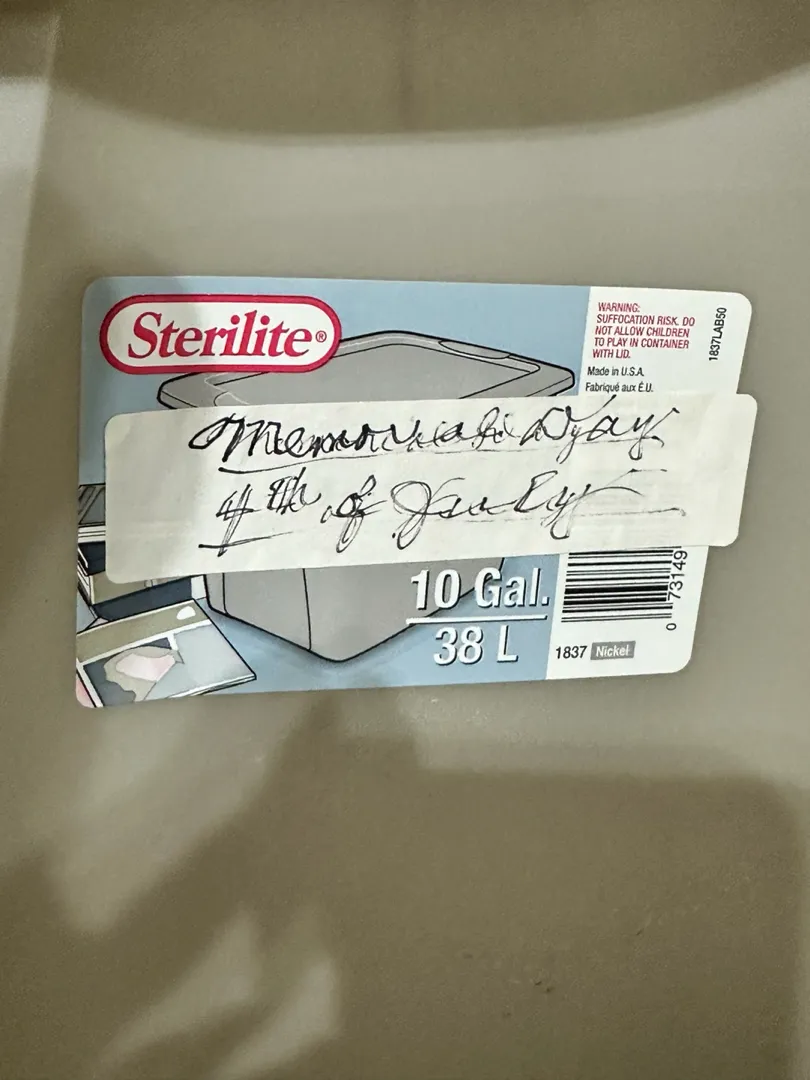 Sterilite®
WARNING:
SUFFOCATION RISK. DO
NOT ALLOW CHILDREN
TO PLAY IN CONTAINER
WITH LID.
Made in U.S.A.
Fabriqué aux É.U.
1837LAB50
Memorial Day
4th of July
10 Gal.
38 L
1837 Nickel
0 73149